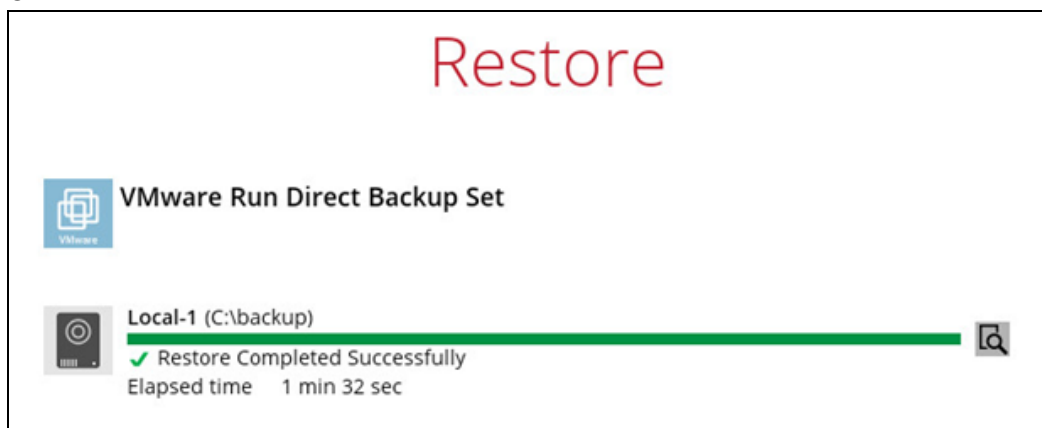 Restore
VMware Run Direct Backup Set
VMware
Local-1 (C:\backup)
Restore Completed Successfully
Elapsed time 1 min 32 sec